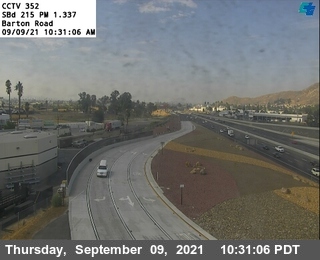 CCTV 352
SBd 215 PM 1.337
Barton Road
09/09/21 10:31:06 AM
Thursday, September 09, 2021 10:31:06 PDT